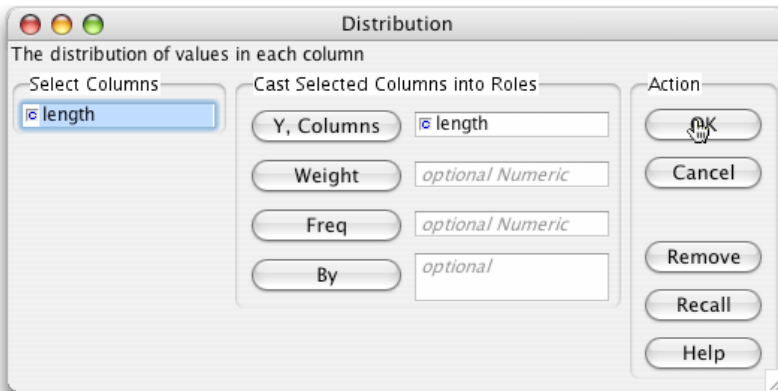 Distribution
The distribution of values in each column
Select Columns
length
Cast Selected Columns into Roles
Y, Columns
length
Weight
optional Numeric
Freq
optional Numeric
By
optional
Action
OK
Cancel
Remove
Recall
Help